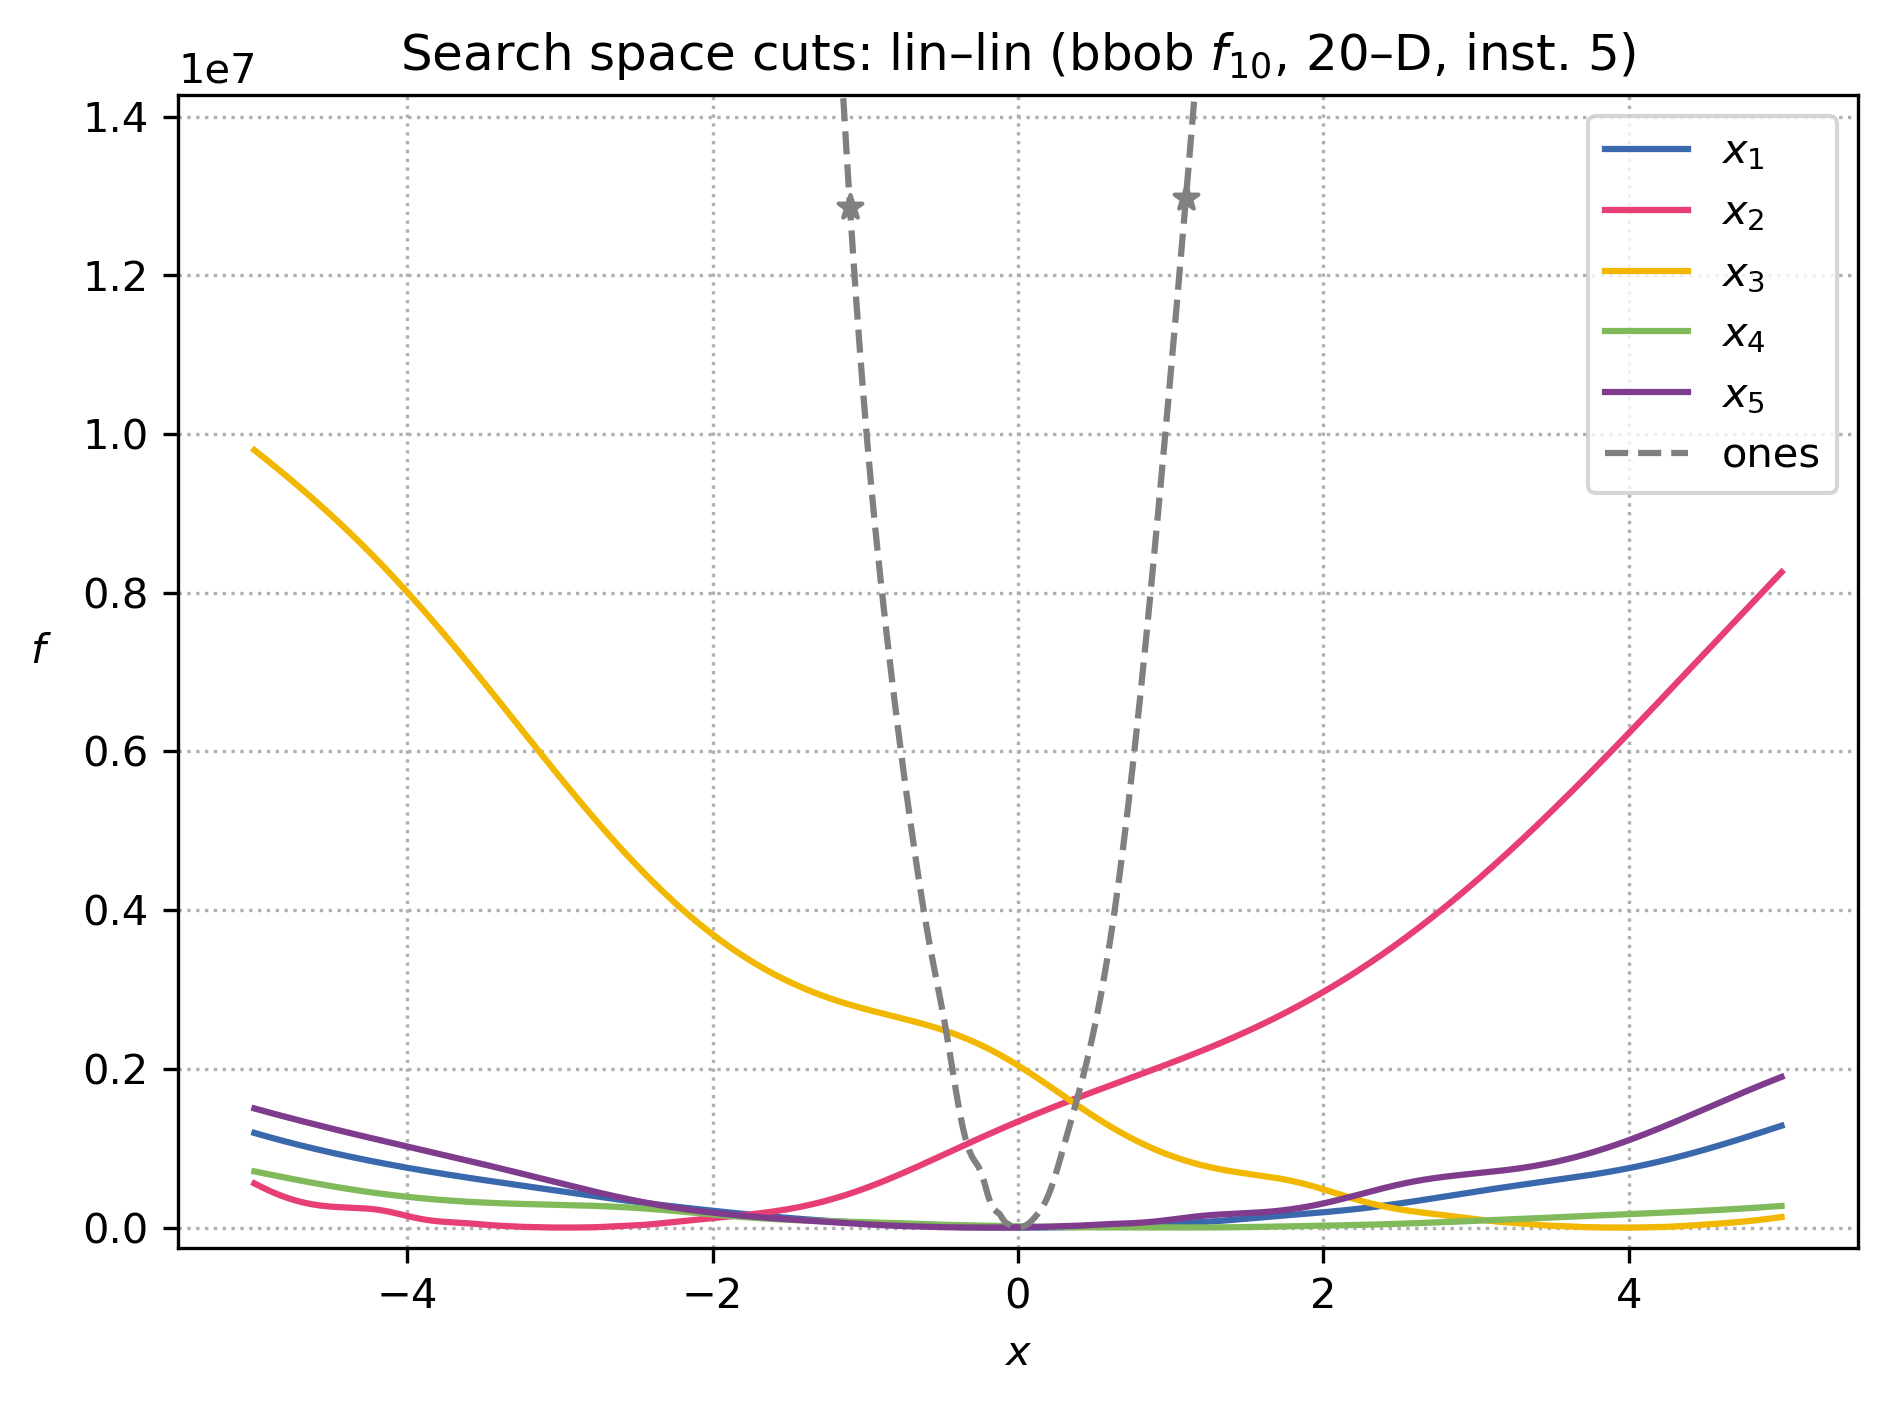 Search space cuts: lin–lin (bbob f₁₀, 20–D, inst. 5)
1e7
1.4
1.2
1.0
0.8
0.6
0.4
0.2
0.0
f
x₁
x₂
x₃
x₄
x₅
ones
−4 −2 0 2 4
x